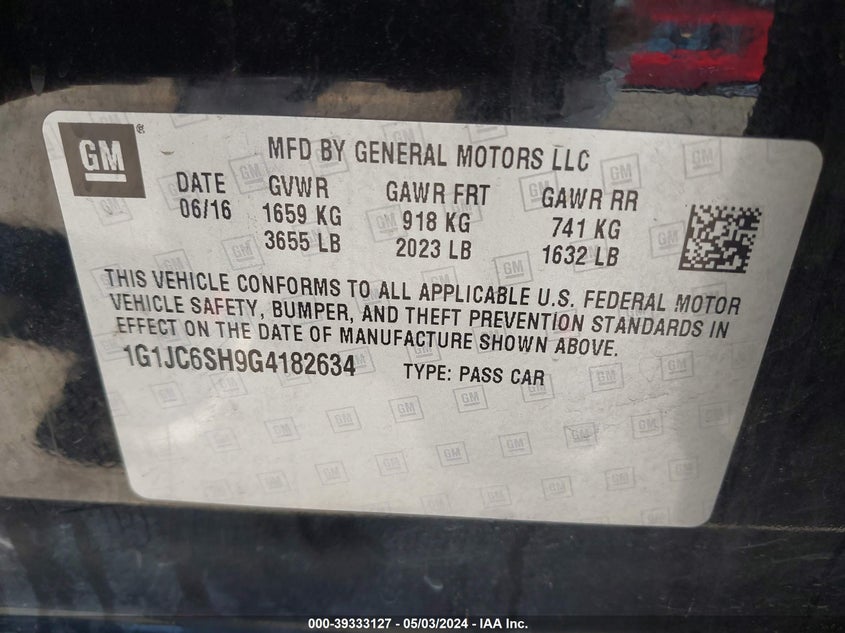 GM ®
MFD BY GENERAL MOTORS LLC
DATE GVWR GAWR FRT GAWR RR
06/16 1659 KG 918 KG 741 KG
3655 LB 2023 LB 1632 LB
THIS VEHICLE CONFORMS TO ALL APPLICABLE U.S. FEDERAL MOTOR
VEHICLE SAFETY, BUMPER, AND THEFT PREVENTION STANDARDS IN
EFFECT ON THE DATE OF MANUFACTURE SHOWN ABOVE.
1G1JC6SH9G4182634 TYPE: PASS CAR
000-39333127 - 05/03/2024 - IAA Inc.